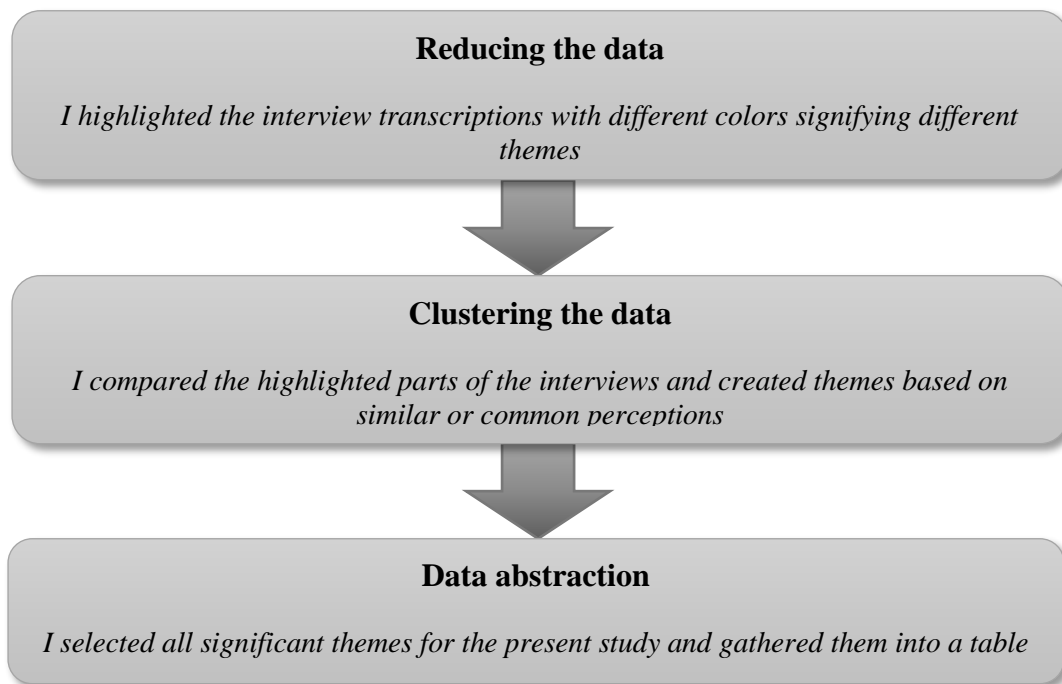 Reducing the data
I highlighted the interview transcriptions with different colors signifying different
themes
Clustering the data
I compared the highlighted parts of the interviews and created themes based on
similar or common perceptions
Data abstraction
I selected all significant themes for the present study and gathered them into a table